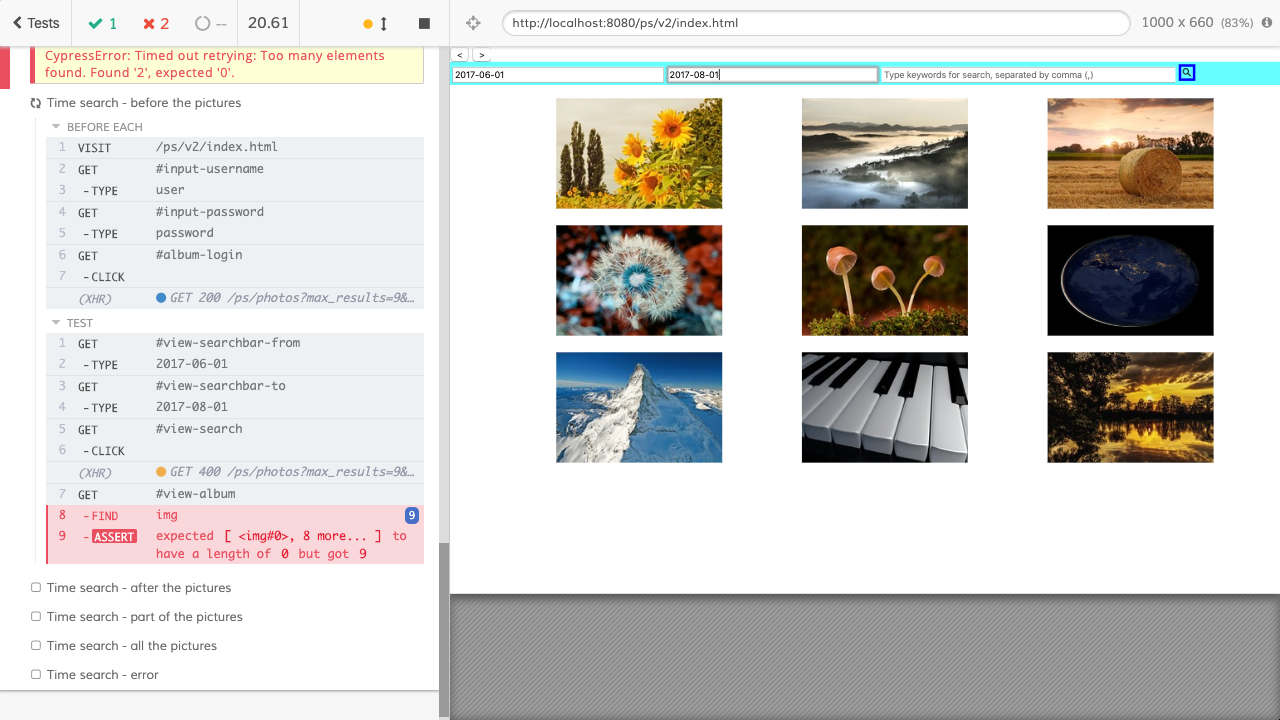 Tests 1 2 -- 20.61
http://localhost:8080/ps/v2/index.html 1000 x 660 (83%)
CypressError: Timed out retrying: Too many elements
found. Found '2', expected '0'.
Time search - before the pictures
BEFORE EACH
1 VISIT /ps/v2/index.html
2 GET #input-username
3 - TYPE user
4 GET #input-password
5 - TYPE password
6 GET #album-login
7 - CLICK
(XHR) GET 200 /ps/photos?max_results=9&…
TEST
1 GET #view-searchbar-from
2 - TYPE 2017-06-01
3 GET #view-searchbar-to
4 - TYPE 2017-08-01
5 GET #view-search
6 - CLICK
(XHR) GET 400 /ps/photos?max_results=9&…
7 GET #view-album
8 - FIND img 9
9 - ASSERT expected [ <img#0>, 8 more... ] to
have a length of 0 but got 9
Time search - after the pictures
Time search - part of the pictures
Time search - all the pictures
Time search - error
< >
2017-06-01 2017-08-01 Type keywords for search, separated by comma (,)